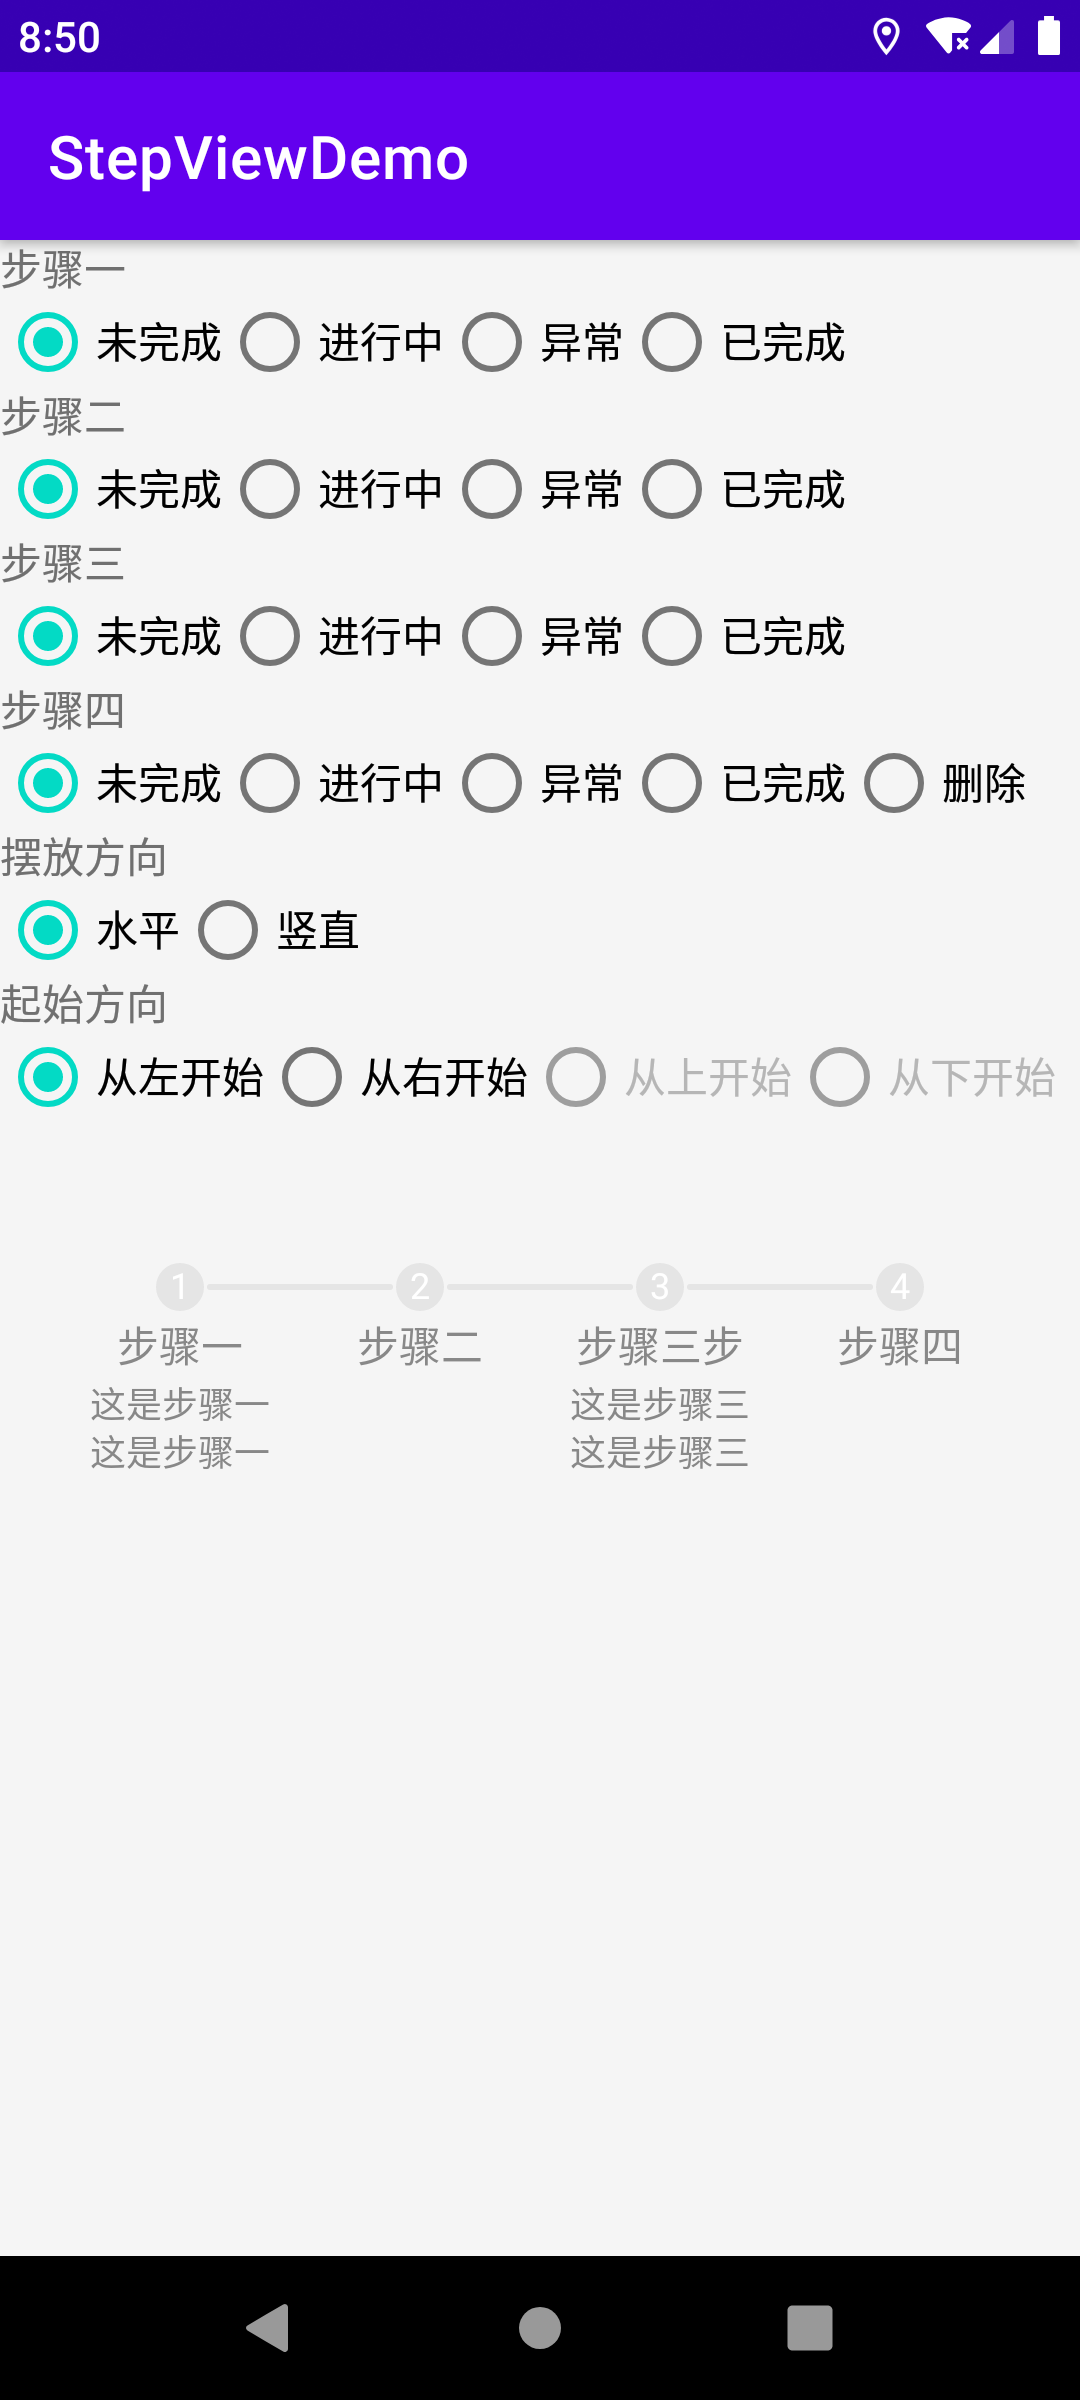 8:50
StepViewDemo
步骤一
未完成 进行中 异常 已完成
步骤二
未完成 进行中 异常 已完成
步骤三
未完成 进行中 异常 已完成
步骤四
未完成 进行中 异常 已完成 删除
摆放方向
水平 竖直
起始方向
从左开始 从右开始 从上开始 从下开始
1 2 3 4
步骤一 步骤二 步骤三步 步骤四
这是步骤一 这是步骤三
这是步骤一 这是步骤三